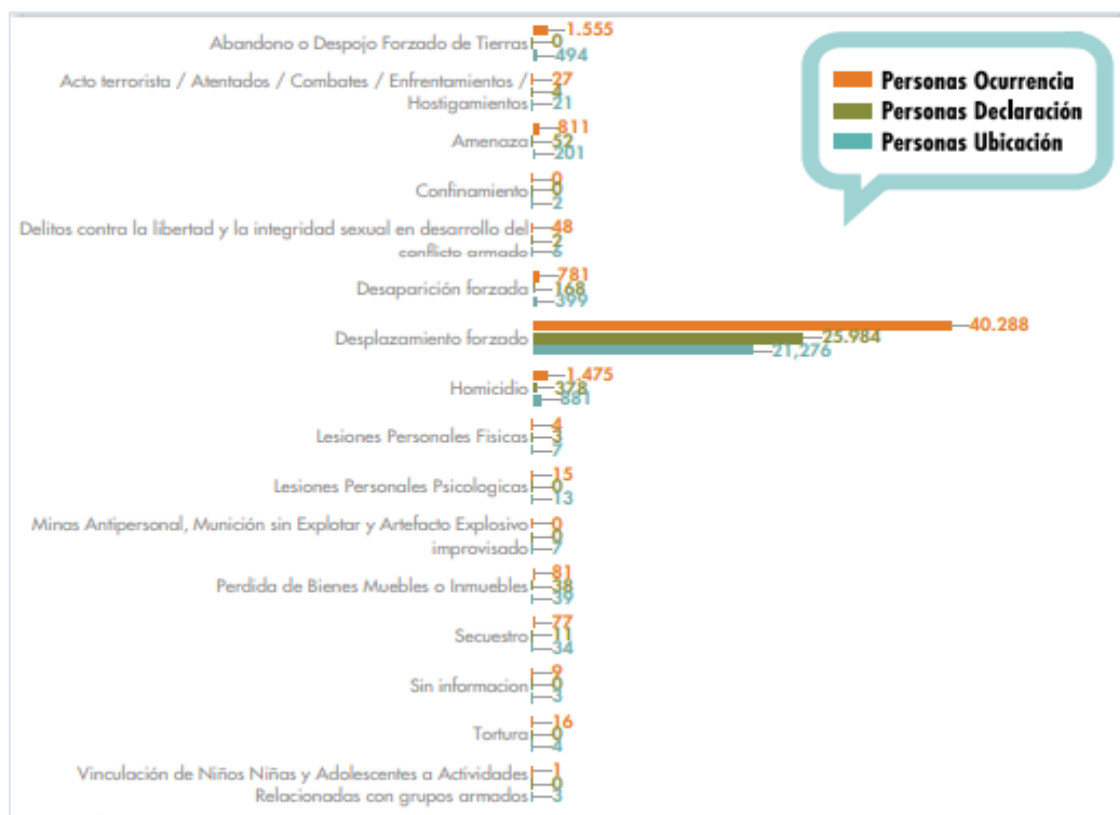 Abandono o Despojo Forzado de Tierras
1.555
0
494
Acto terrorista / Atentados / Combates / Enfrentamientos /
Hostigamientos
27
4
21
Amenaza
811
52
201
Confinamiento
0
0
2
Delitos contra la libertad y la integridad sexual en desarrollo del
conflicto armado
48
2
Desaparición forzada
781
168
399
Desplazamiento forzado
40.288
25.984
21,276
Homicidio
1.475
378
881
Lesiones Personales Fisicas
4
3
7
Lesiones Personales Psicologicas
15
0
13
Minas Antipersonal, Munición sin Explotar y Artefacto Explosivo
improvisado
0
0
7
Perdida de Bienes Muebles o Inmuebles
81
38
39
Secuestro
77
11
34
Sin informacion
9
0
3
Tortura
16
0
4
Vinculación de Niños Niñas y Adolescentes a Actividades
Relacionadas con grupos armados
1
0
3
Personas Ocurrencia
Personas Declaración
Personas Ubicación